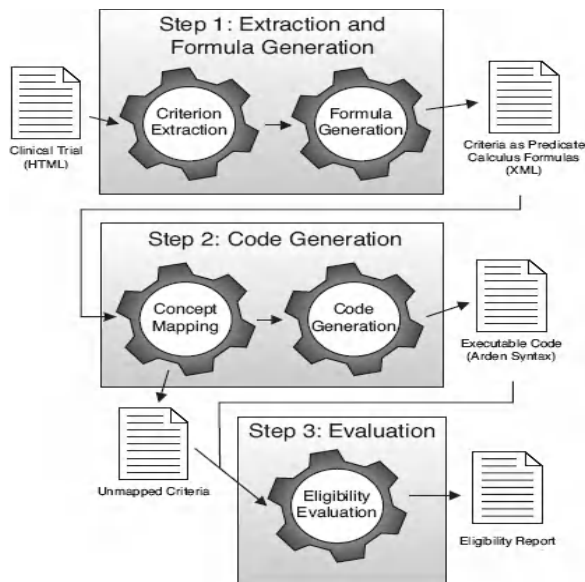 Step 1: Extraction and
Formula Generation
Criterion
Extraction
Formula
Generation
Clinical Trial
(HTML)
Criteria as Predicate
Calculus Formulas
(XML)
Step 2: Code Generation
Concept
Mapping
Code
Generation
Executable Code
(Arden Syntax)
Unmapped Criteria
Step 3: Evaluation
Eligibility
Evaluation
Eligibility Report